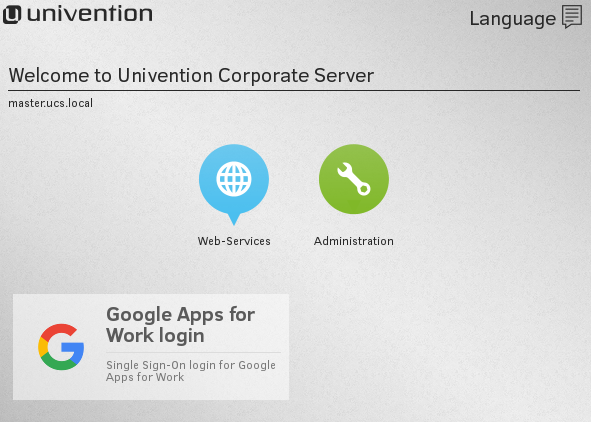 univention
Language
Welcome to Univention Corporate Server
master.ucs.local
Web-Services
Administration
Google Apps for
Work login
Single Sign-On login for Google
Apps for Work